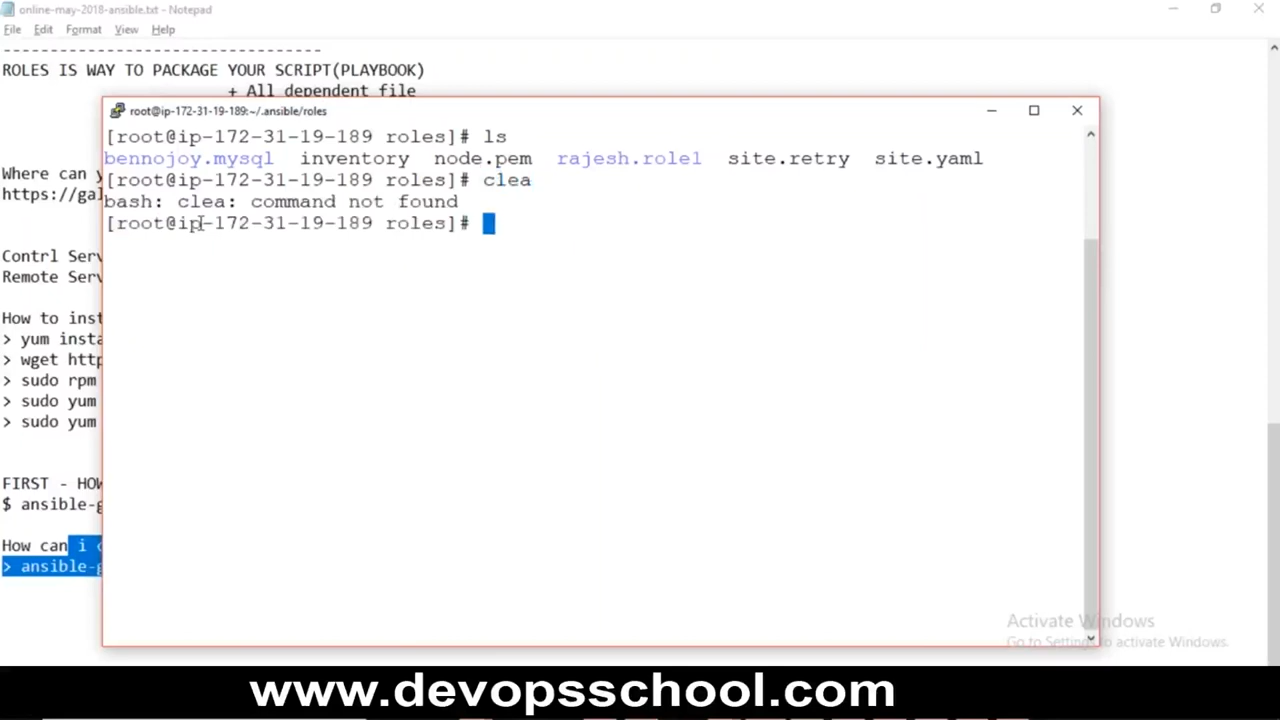 online-may-2018-ansible.txt - Notepad
File Edit Format View Help
---------------------------------
ROLES IS WAY TO PACKAGE YOUR SCRIPT(PLAYBOOK)
+ All dependent file
root@ip-172-31-19-189:~/.ansible/roles
[root@ip-172-31-19-189 roles]# ls
bennojoy.mysql inventory node.pem rajesh.role1 site.retry site.yaml
[root@ip-172-31-19-189 roles]# clea
bash: clea: command not found
[root@ip-172-31-19-189 roles]#
Where can
https://ga
Contrl Serv
Remote Serv
How to inst
> yum insta
> wget http
> sudo rpm
> sudo yum
> sudo yum
FIRST - HOW
$ ansible-g
How can i
> ansible-g
Activate Windows
Go to Settings to activate Windows.
www.devopsschool.com